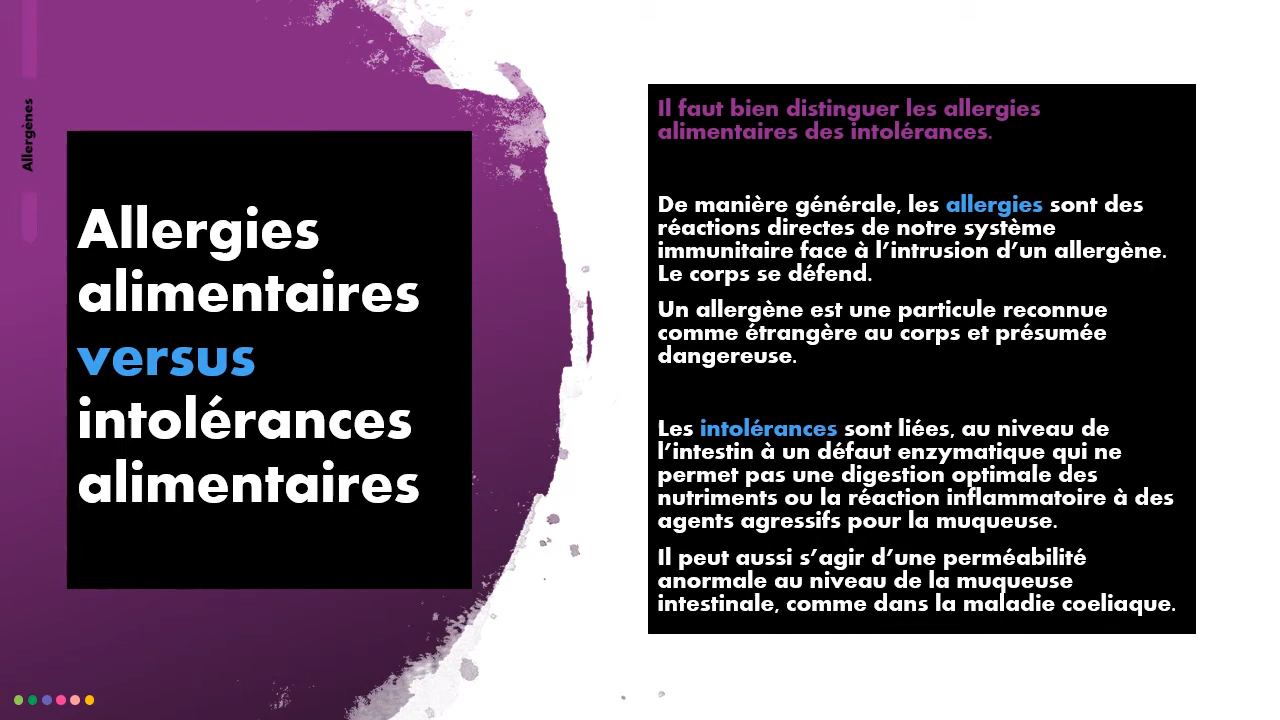 Allergènes
Allergies
alimentaires
versus
intolérances
alimentaires
Il faut bien distinguer les allergies
alimentaires des intolérances.
De manière générale, les allergies sont des
réactions directes de notre système
immunitaire face à l’intrusion d’un allergène.
Le corps se défend.
Un allergène est une particule reconnue
comme étrangère au corps et présumée
dangereuse.
Les intolérances sont liées, au niveau de
l’intestin à un défaut enzymatique qui ne
permet pas une digestion optimale des
nutriments ou la réaction inflammatoire à des
agents agressifs pour la muqueuse.
Il peut aussi s’agir d’une perméabilité
anormale au niveau de la muqueuse
intestinale, comme dans la maladie coeliaque.